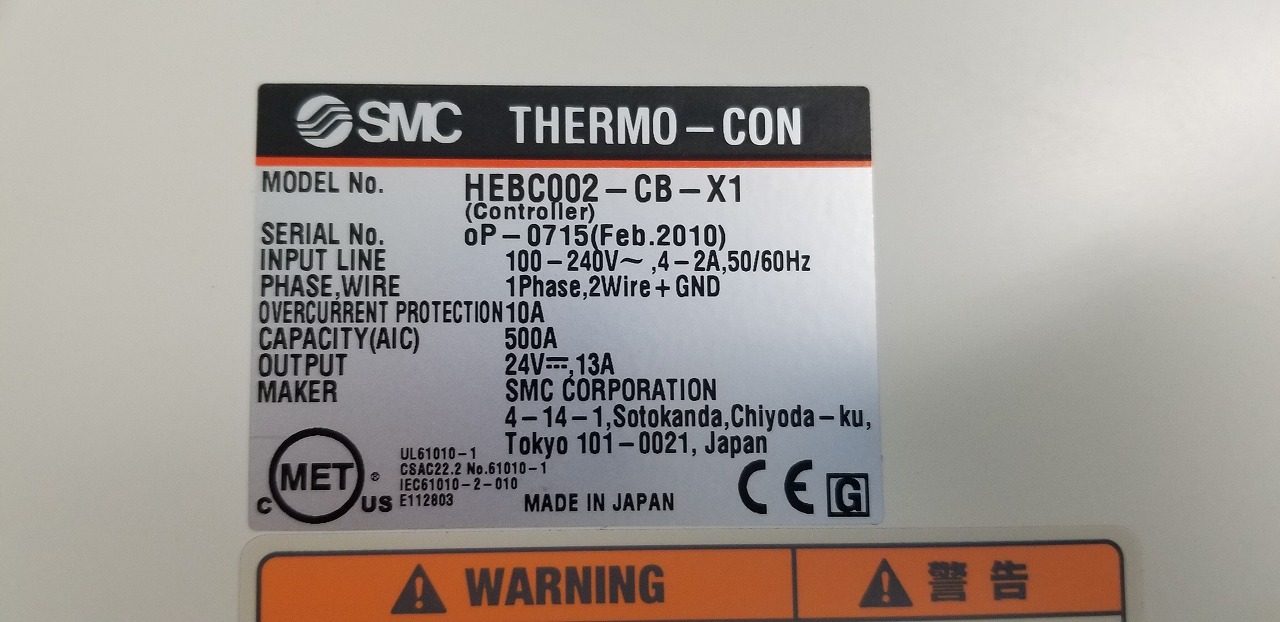 SMC THERMO-CON
MODEL No. HEBC002-CB-X1
(Controller)
SERIAL No. oP-0715(Feb.2010)
INPUT LINE 100-240V~ ,4-2A,50/60Hz
PHASE,WIRE 1Phase,2Wire+GND
OVERCURRENT PROTECTION 10A
CAPACITY(AIC) 500A
OUTPUT 24V⎓,13A
MAKER SMC CORPORATION
4-14-1,Sotokanda,Chiyoda-ku,
Tokyo 101-0021, Japan
C MET ® US
UL61010-1
CSAC22.2 No.61010-1
IEC61010-2-010
E112803
MADE IN JAPAN
CE G
WARNING 警告